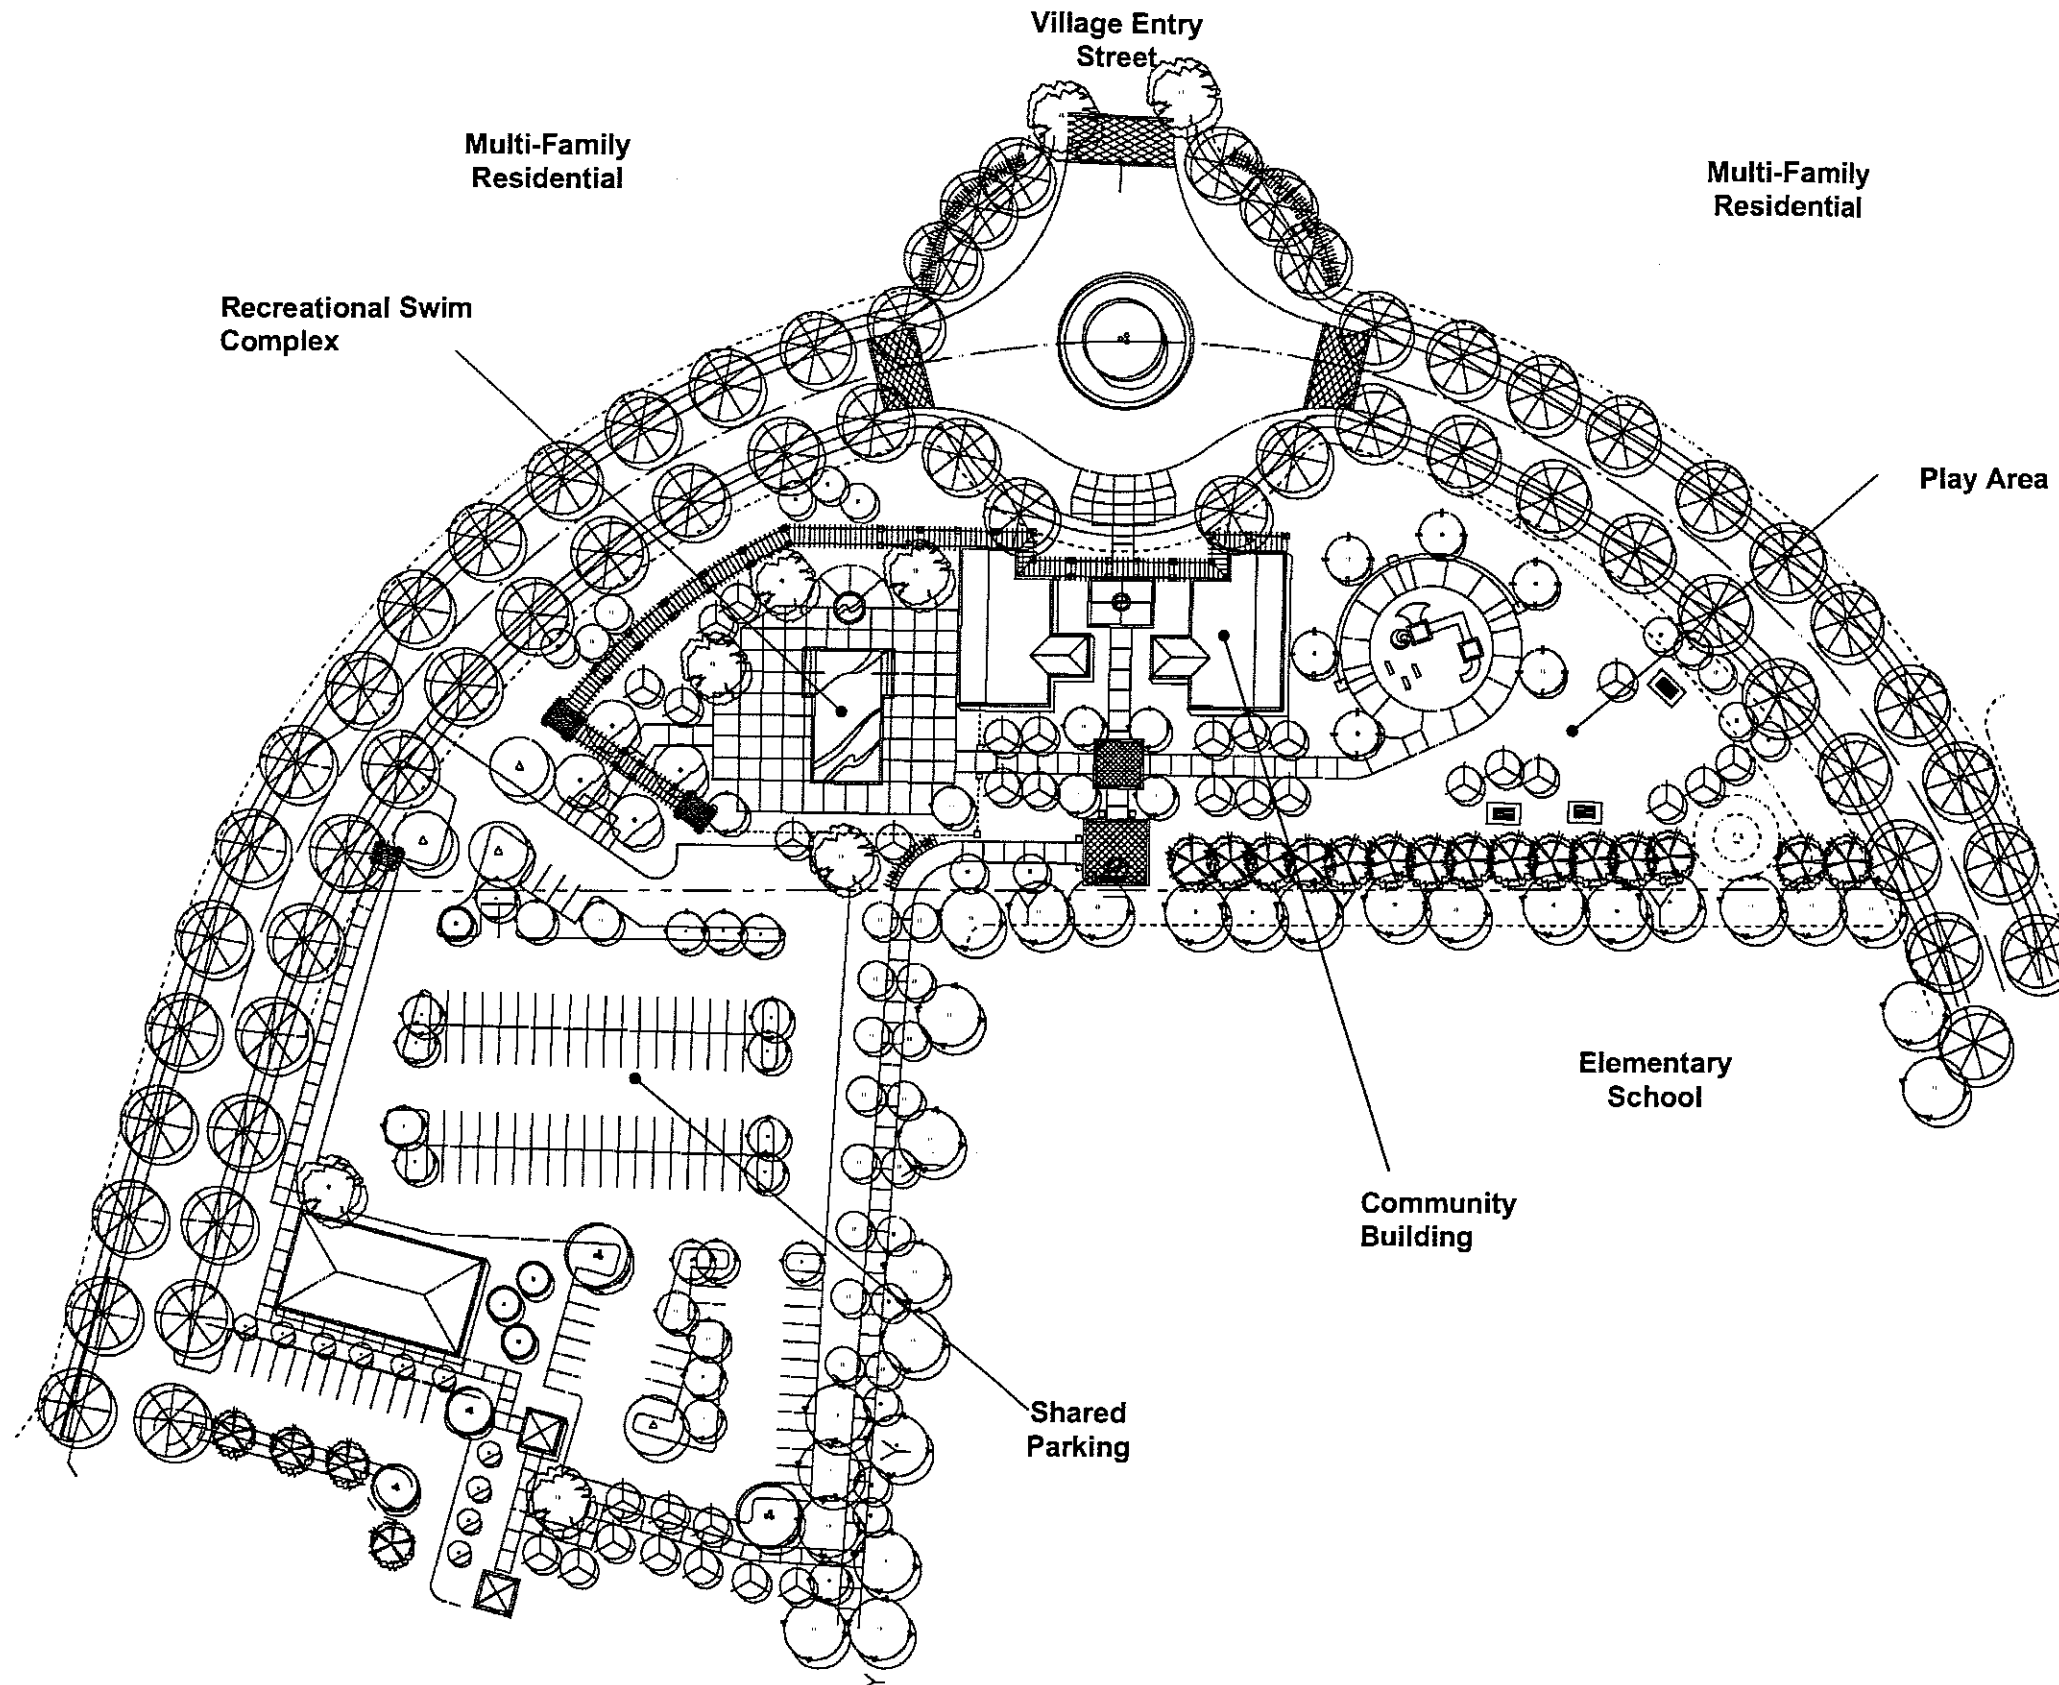 Village Entry
Street
Multi-Family
Residential
Multi-Family
Residential
Recreational Swim
Complex
Play Area
Elementary
School
Community
Building
Shared
Parking